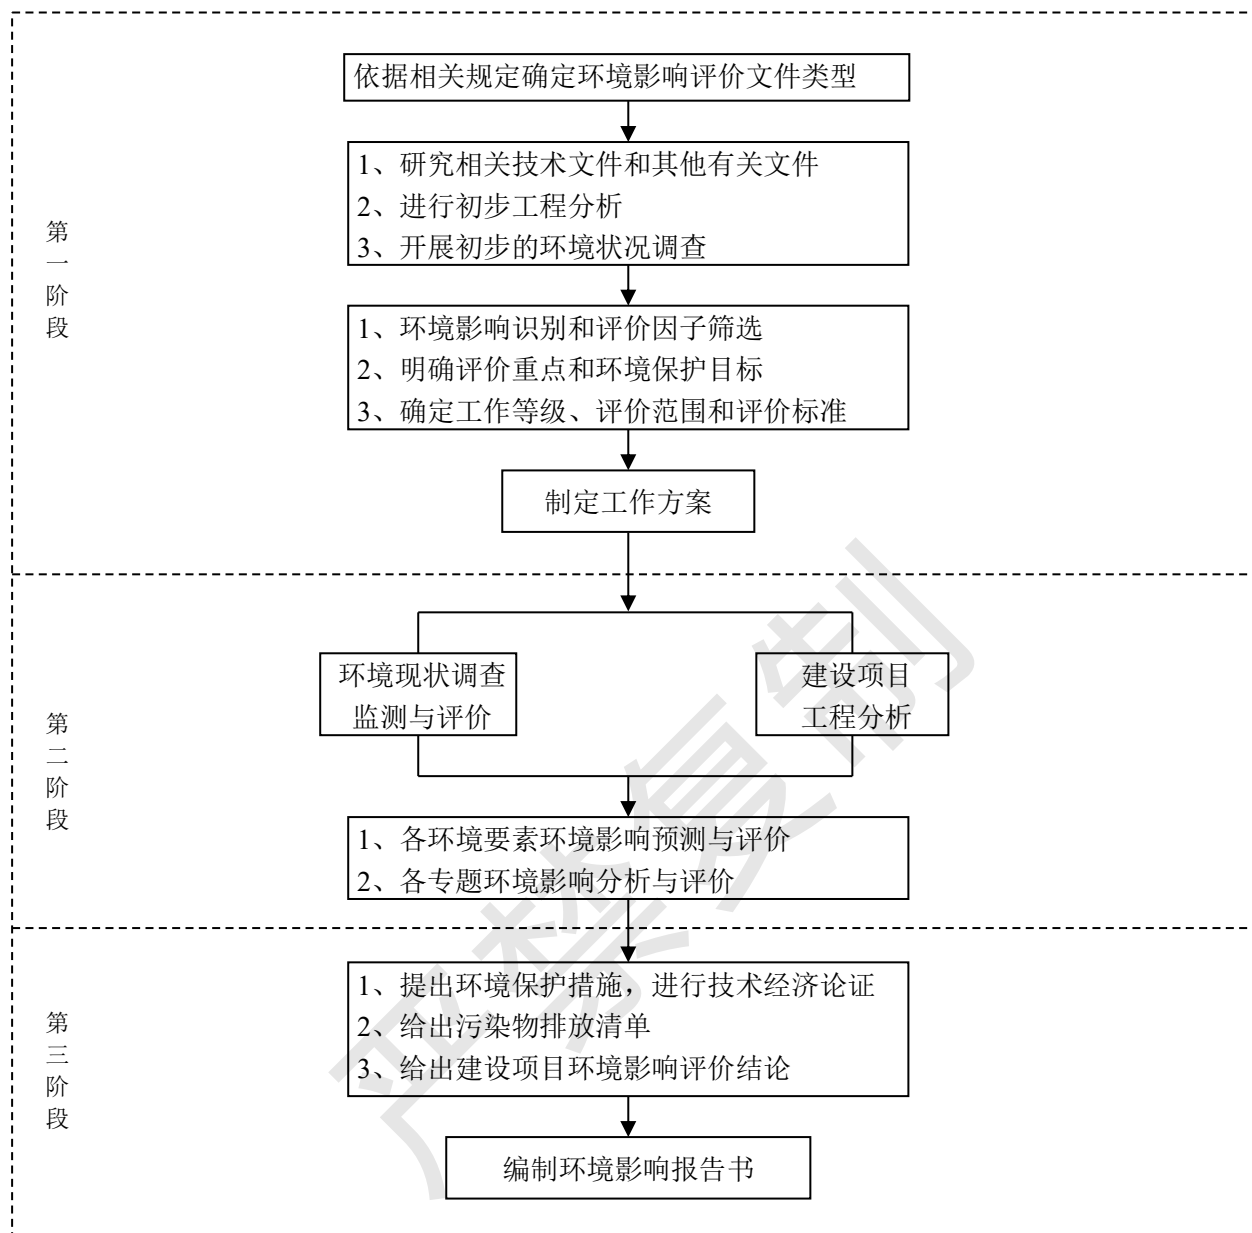 依据相关规定确定环境影响评价文件类型
1、研究相关技术文件和其他有关文件
2、进行初步工程分析
3、开展初步的环境状况调查
第一阶段
1、环境影响识别和评价因子筛选
2、明确评价重点和环境保护目标
3、确定工作等级、评价范围和评价标准
制定工作方案
环境现状调查
监测与评价
建设项目
工程分析
第二阶段
1、各环境要素环境影响预测与评价
2、各专题环境影响分析与评价
1、提出环境保护措施，进行技术经济论证
2、给出污染物排放清单
3、给出建设项目环境影响评价结论
第三阶段
编制环境影响报告书
严禁复制